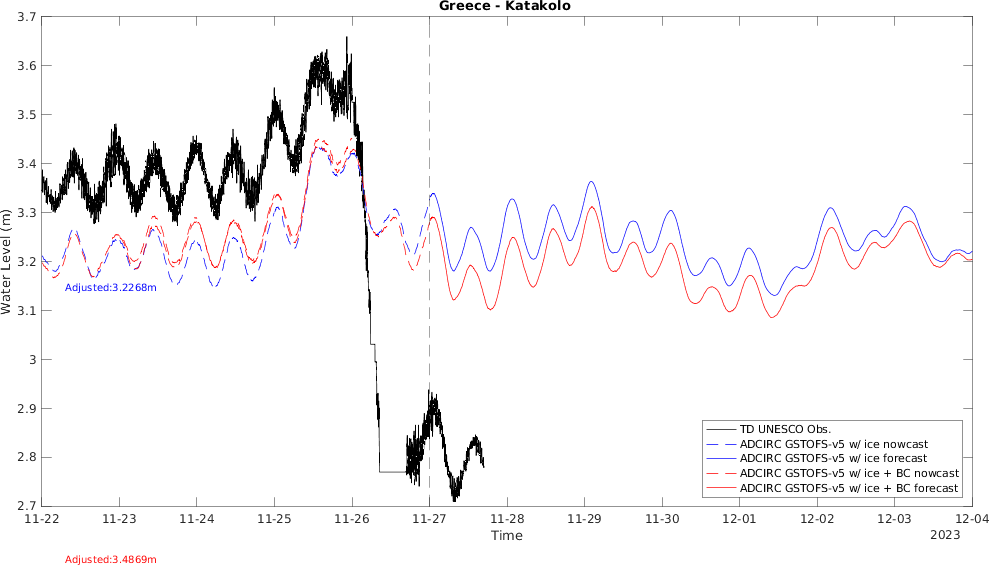 Greece - Katakolo
3.7
3.6
3.5
3.4
3.3
3.2
3.1
3
2.9
2.8
2.7
Water Level (m)
Adjusted:3.2268m
TD UNESCO Obs.
ADCIRC GSTOFS-v5 w/ ice nowcast
ADCIRC GSTOFS-v5 w/ ice forecast
ADCIRC GSTOFS-v5 w/ ice + BC nowcast
ADCIRC GSTOFS-v5 w/ ice + BC forecast
11-22 11-23 11-24 11-25 11-26 11-27 11-28 11-29 11-30 12-01 12-02 12-03 12-04
Time
2023
Adjusted:3.4869m